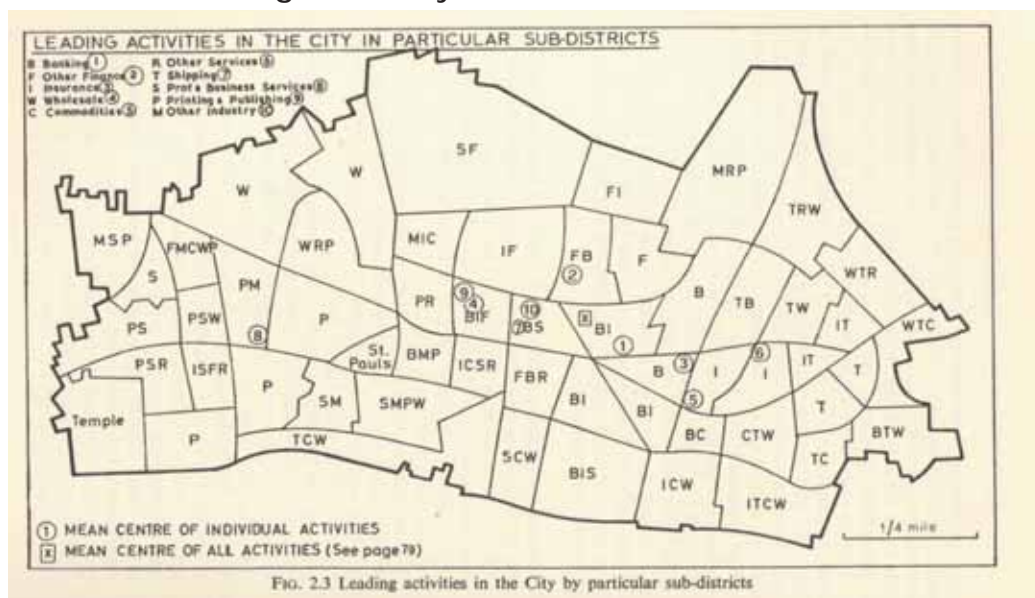 LEADING ACTIVITIES IN THE CITY IN PARTICULAR SUB-DISTRICTS
B Banking ① R Other Services ⑥
F Other Finance ② T Shipping ⑦
I Insurance ③ S Prof & Business Services ⑧
W Wholesale ④ P Printing & Publishing ⑨
C Commodities ⑤ M Other Industry ⑩
SF
W
W
FI
MRP
TRW
MSP
FMCWP
WRP
MIC
IF
FB
②
F
S
PM
B
TB
TW
WTR
PR
⑨
④
BIF
⑩
⑦BS
x
BI
①
IT
WTC
PS
PSW
⑧
P
St. Pauls
BMP
ICSR
FBR
B
③
I
⑥
I
IT
T
PSR
ISFR
P
SM
SMPW
BI
BI
⑤
BC
CTW
T
Temple
P
TCW
SCW
BIS
ICW
ITCW
TC
BTW
① MEAN CENTRE OF INDIVIDUAL ACTIVITIES
x MEAN CENTRE OF ALL ACTIVITIES (See page 79)
1/4 mile
FIG. 2.3 Leading activities in the City by particular sub-districts